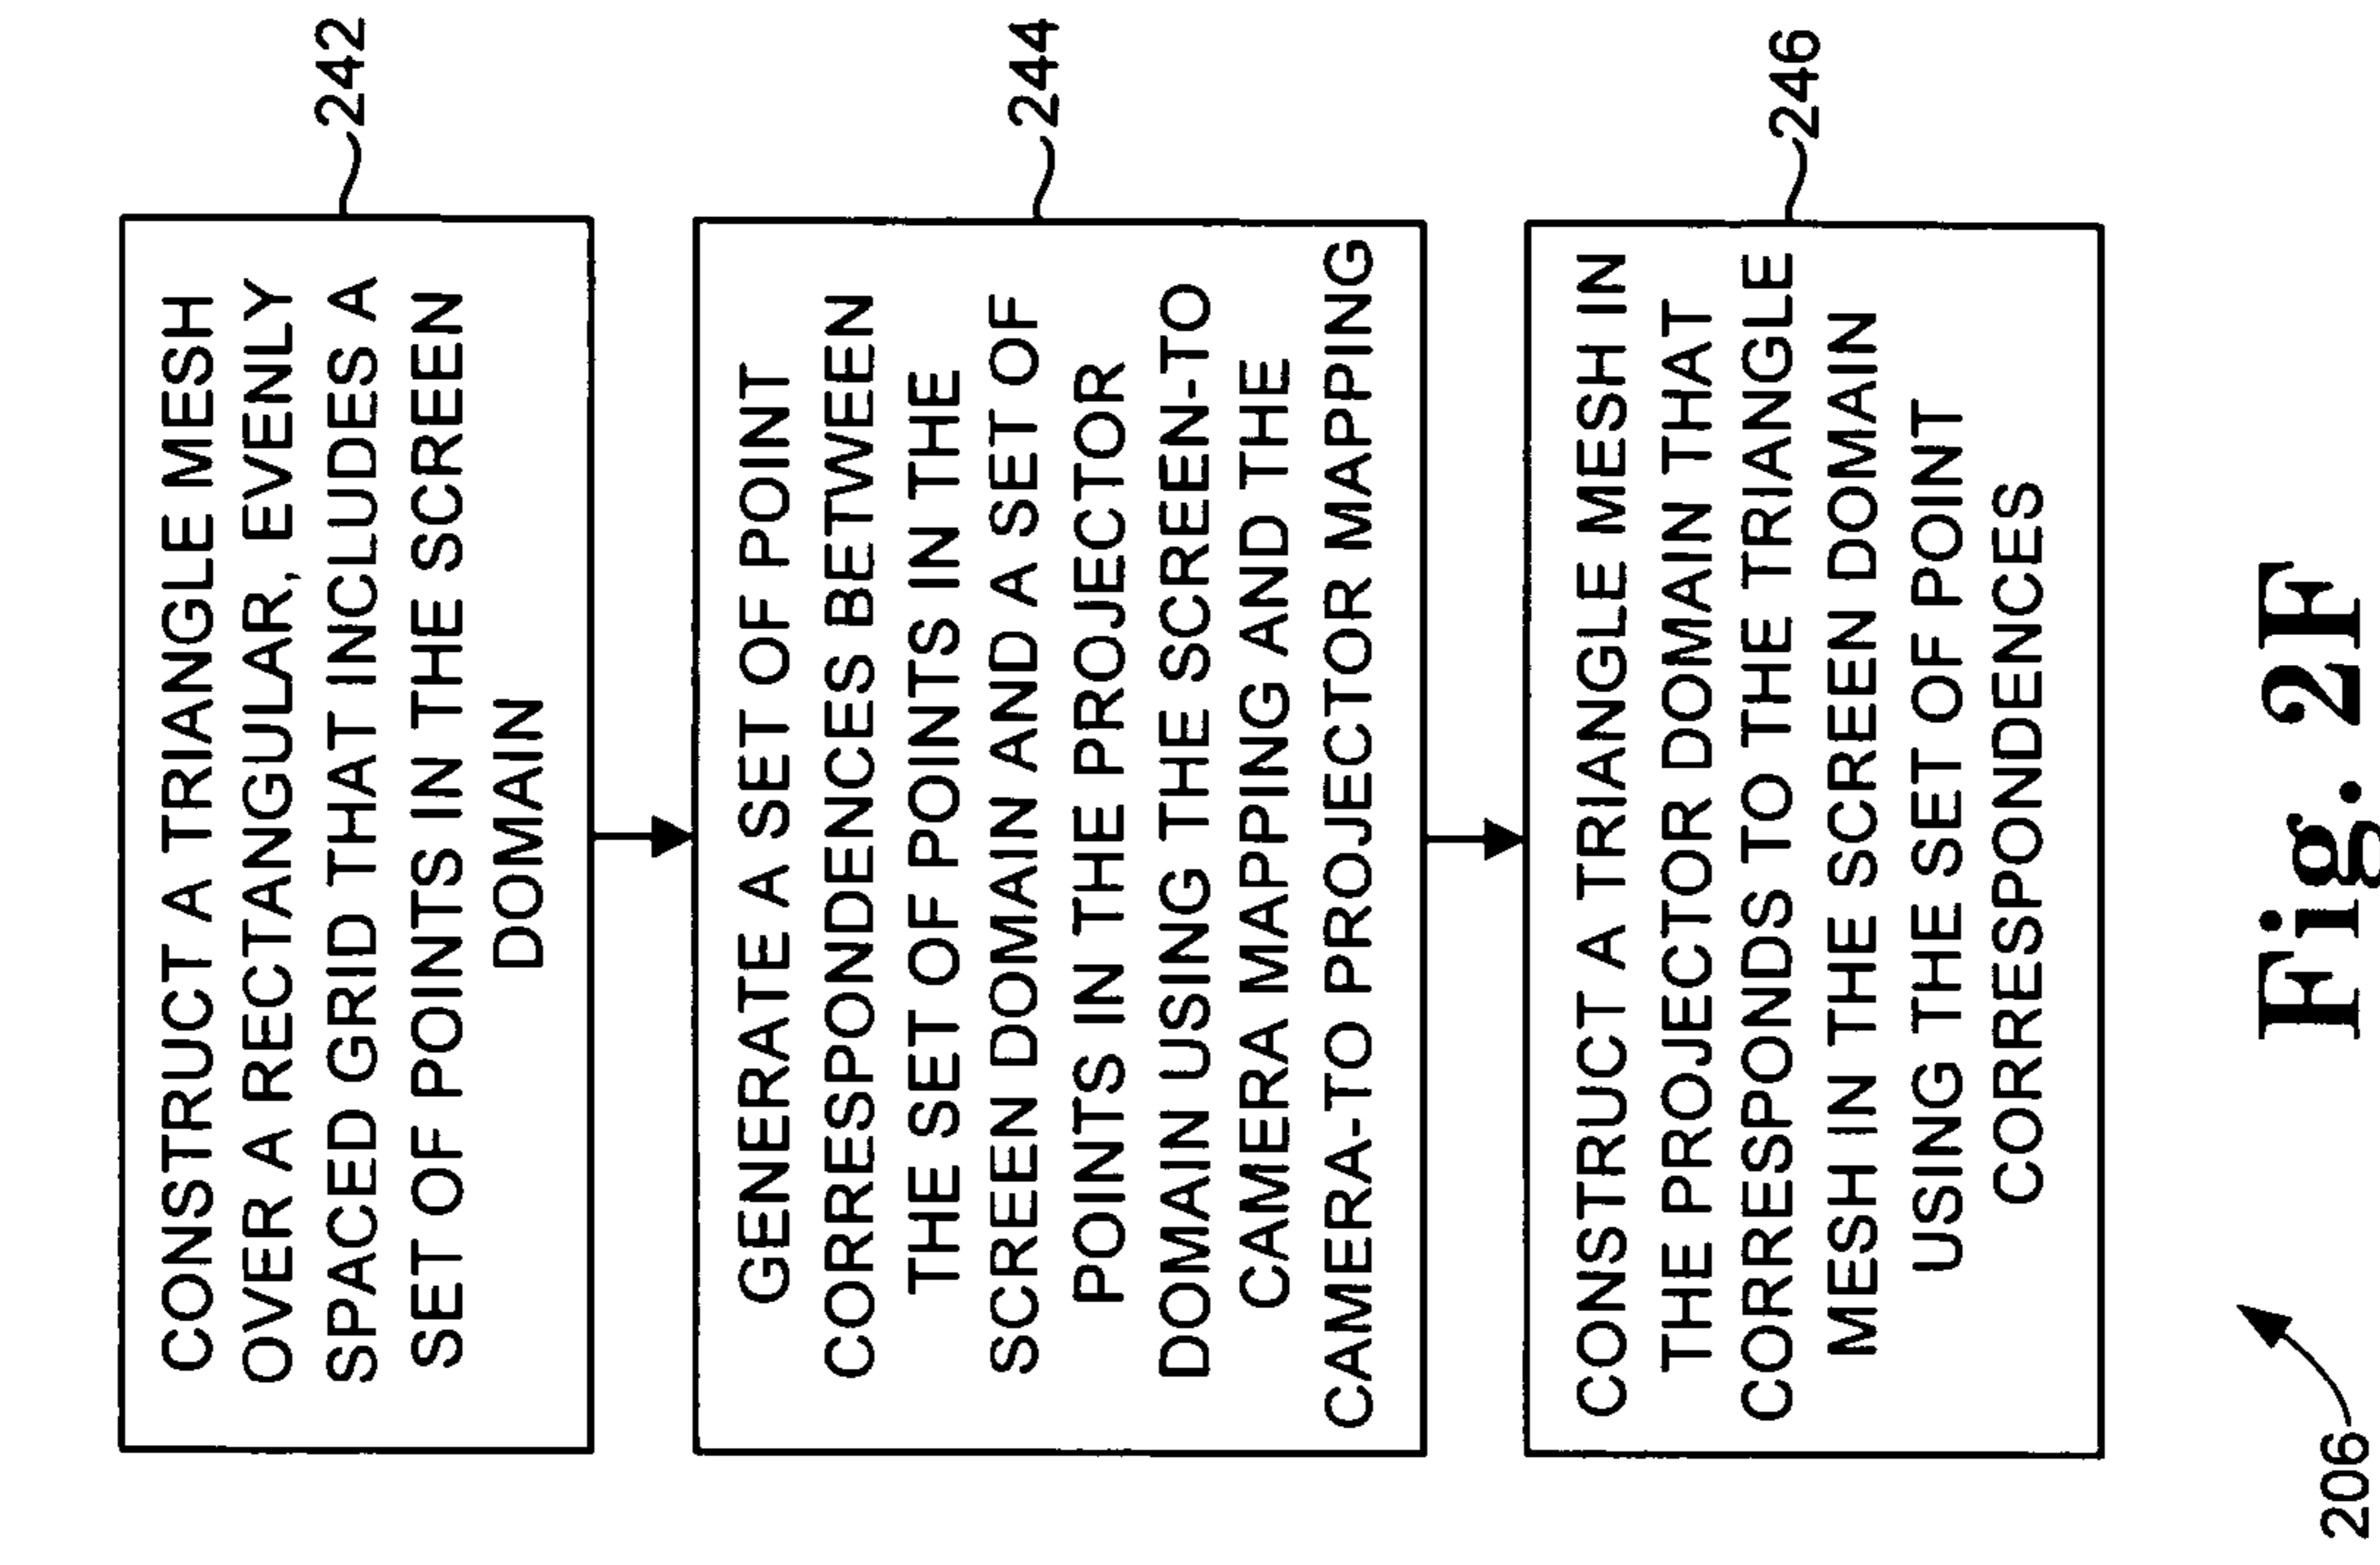 CONSTRUCT A TRIANGLE MESH
OVER A RECTANGULAR, EVENLY
SPACED GRID THAT INCLUDES A
SET OF POINTS IN THE SCREEN
DOMAIN
242
GENERATE A SET OF POINT
CORRESPONDENCES BETWEEN
THE SET OF POINTS IN THE
SCREEN DOMAIN AND A SET OF
POINTS IN THE PROJECTOR
DOMAIN USING THE SCREEN-TO
CAMERA MAPPING AND THE
CAMERA-TO PROJECTOR MAPPING
244
CONSTRUCT A TRIANGLE MESH IN
THE PROJECTOR DOMAIN THAT
CORRESPONDS TO THE TRIANGLE
MESH IN THE SCREEN DOMAIN
USING THE SET OF POINT
CORRESPONDENCES
246
206
Fig. 2F